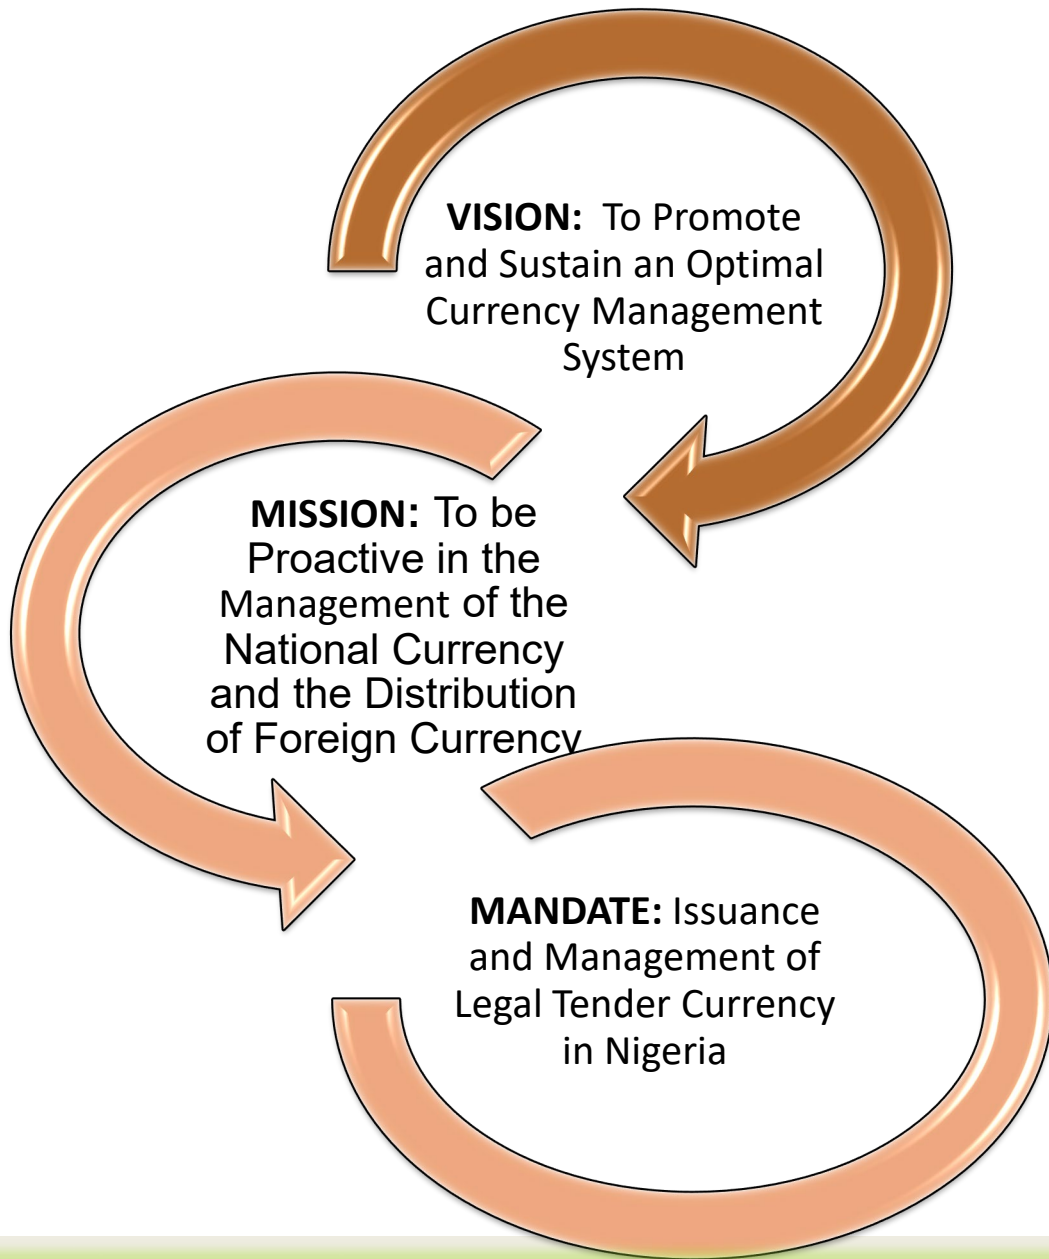 VISION: To Promote
and Sustain an Optimal
Currency Management
System
MISSION: To be
Proactive in the
Management of the
National Currency
and the Distribution
of Foreign Currency
MANDATE: Issuance
and Management of
Legal Tender Currency
in Nigeria